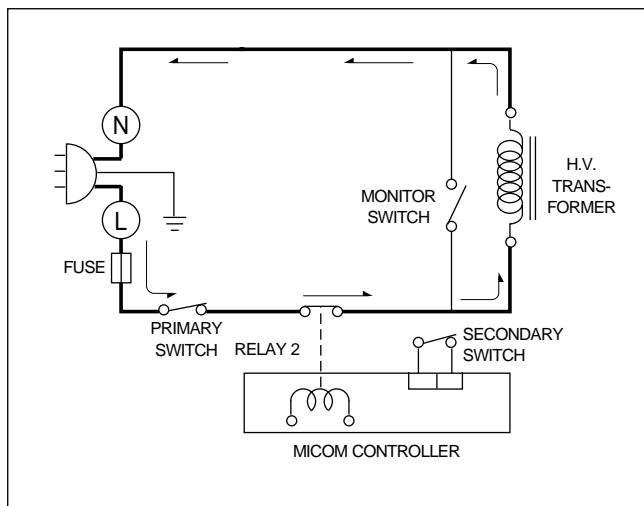 N
L
FUSE
PRIMARY
SWITCH
RELAY 2
MONITOR
SWITCH
H.V.
TRANS-
FORMER
SECONDARY
SWITCH
MICOM CONTROLLER